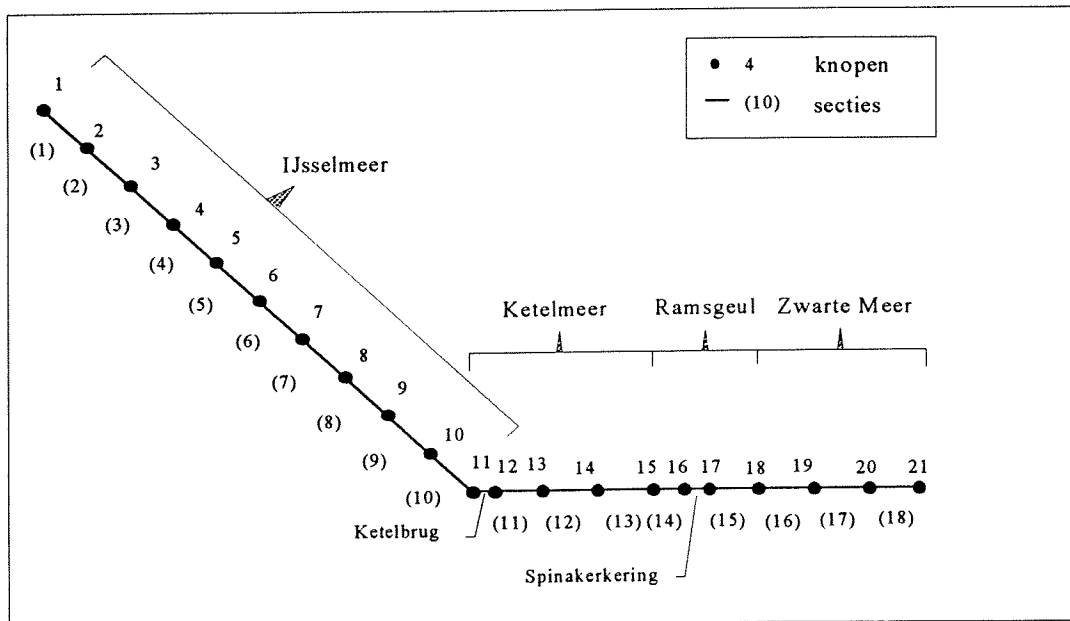 ● 4 knopen
— (10) secties
1
(1)
2
(2)
3
(3)
4
(4)
5
(5)
6
(6)
7
(7)
8
(8)
9
(9)
10
(10)
IJsselmeer
Ketelmeer Ramsgeul Zwarte Meer
11 12 13 14 15 16 17 18 19 20 21
(11) (12) (13) (14) (15) (16) (17) (18)
Ketelbrug
Spinakerkering